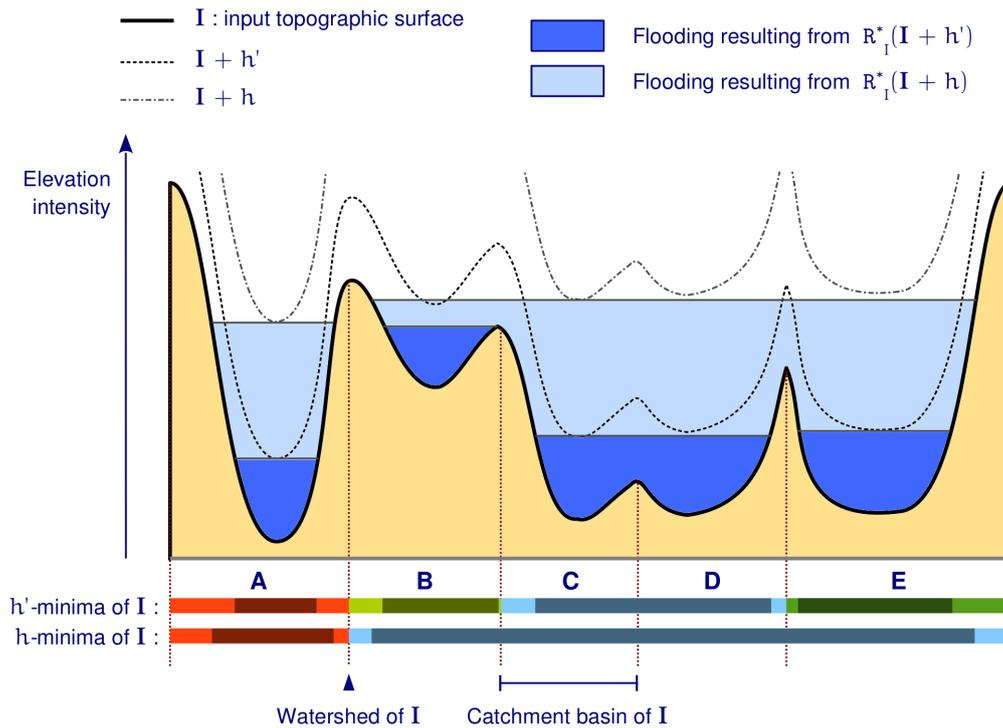 I : input topographic surface
I + h'
I + h
Flooding resulting from R*I(I + h')
Flooding resulting from R*I(I + h)
Elevation
intensity
A B C D E
h'-minima of I :
h-minima of I :
Watershed of I
Catchment basin of I